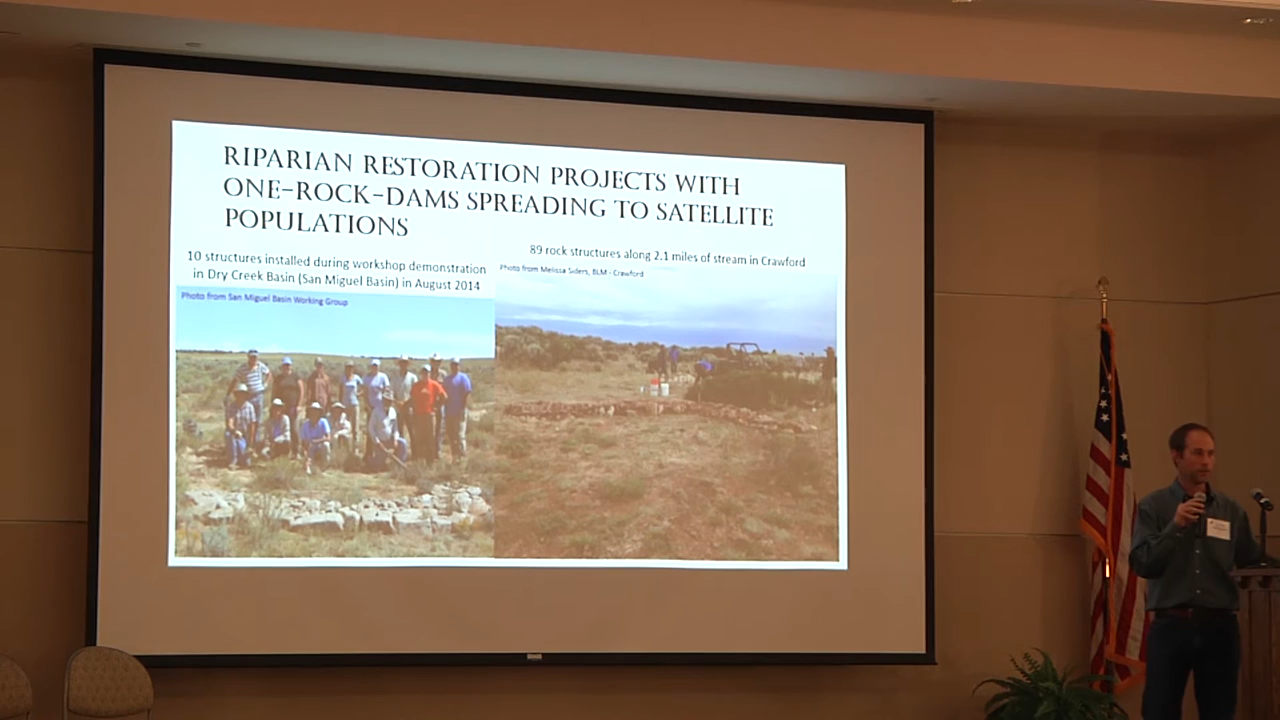 RIPARIAN RESTORATION PROJECTS WITH
ONE-ROCK-DAMS SPREADING TO SATELLITE
POPULATIONS
10 structures installed during workshop demonstration
in Dry Creek Basin (San Miguel Basin) in August 2014
Photo from San Miguel Basin Working Group
89 rock structures along 2.1 miles of stream in Crawford
Photo from Melissa Siders, BLM - Crawford